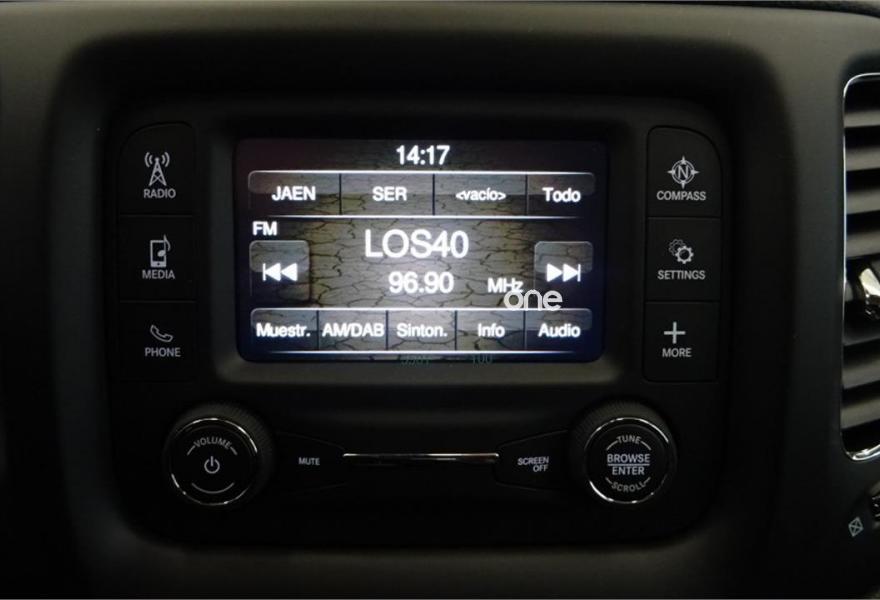 14:17
JAEN SER <vacío> Todo
FM
LOS40
96.90 MHz
one
Muestr. AM/DAB Sinton. Info Audio
RADIO
MEDIA
PHONE
N
COMPASS
SETTINGS
MORE
VOLUME
MUTE
SCREEN
OFF
TUNE
BROWSE
ENTER
SCROLL